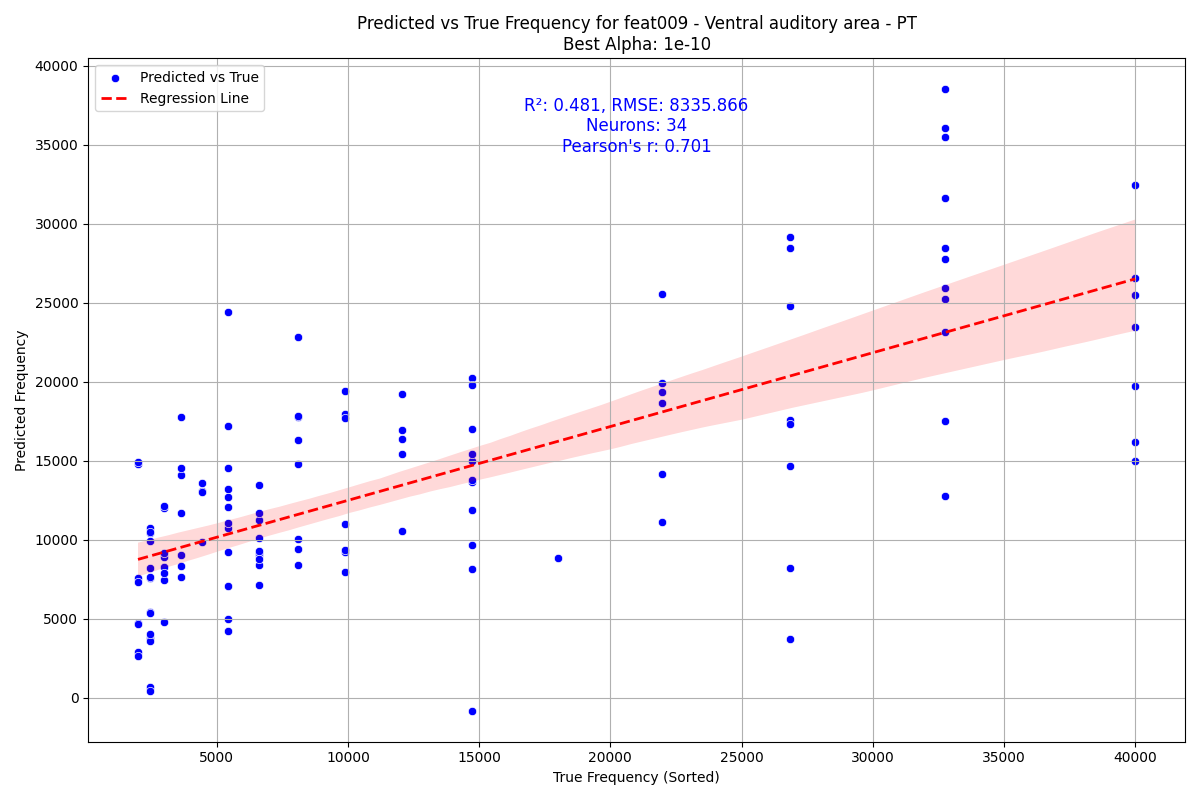 Predicted vs True Frequency for feat009 - Ventral auditory area - PT
Best Alpha: 1e-10
Predicted vs True
Regression Line
R²: 0.481, RMSE: 8335.866
Neurons: 34
Pearson's r: 0.701
Predicted Frequency
40000
35000
30000
25000
20000
15000
10000
5000
0
5000
10000
15000
20000
25000
30000
35000
40000
True Frequency (Sorted)